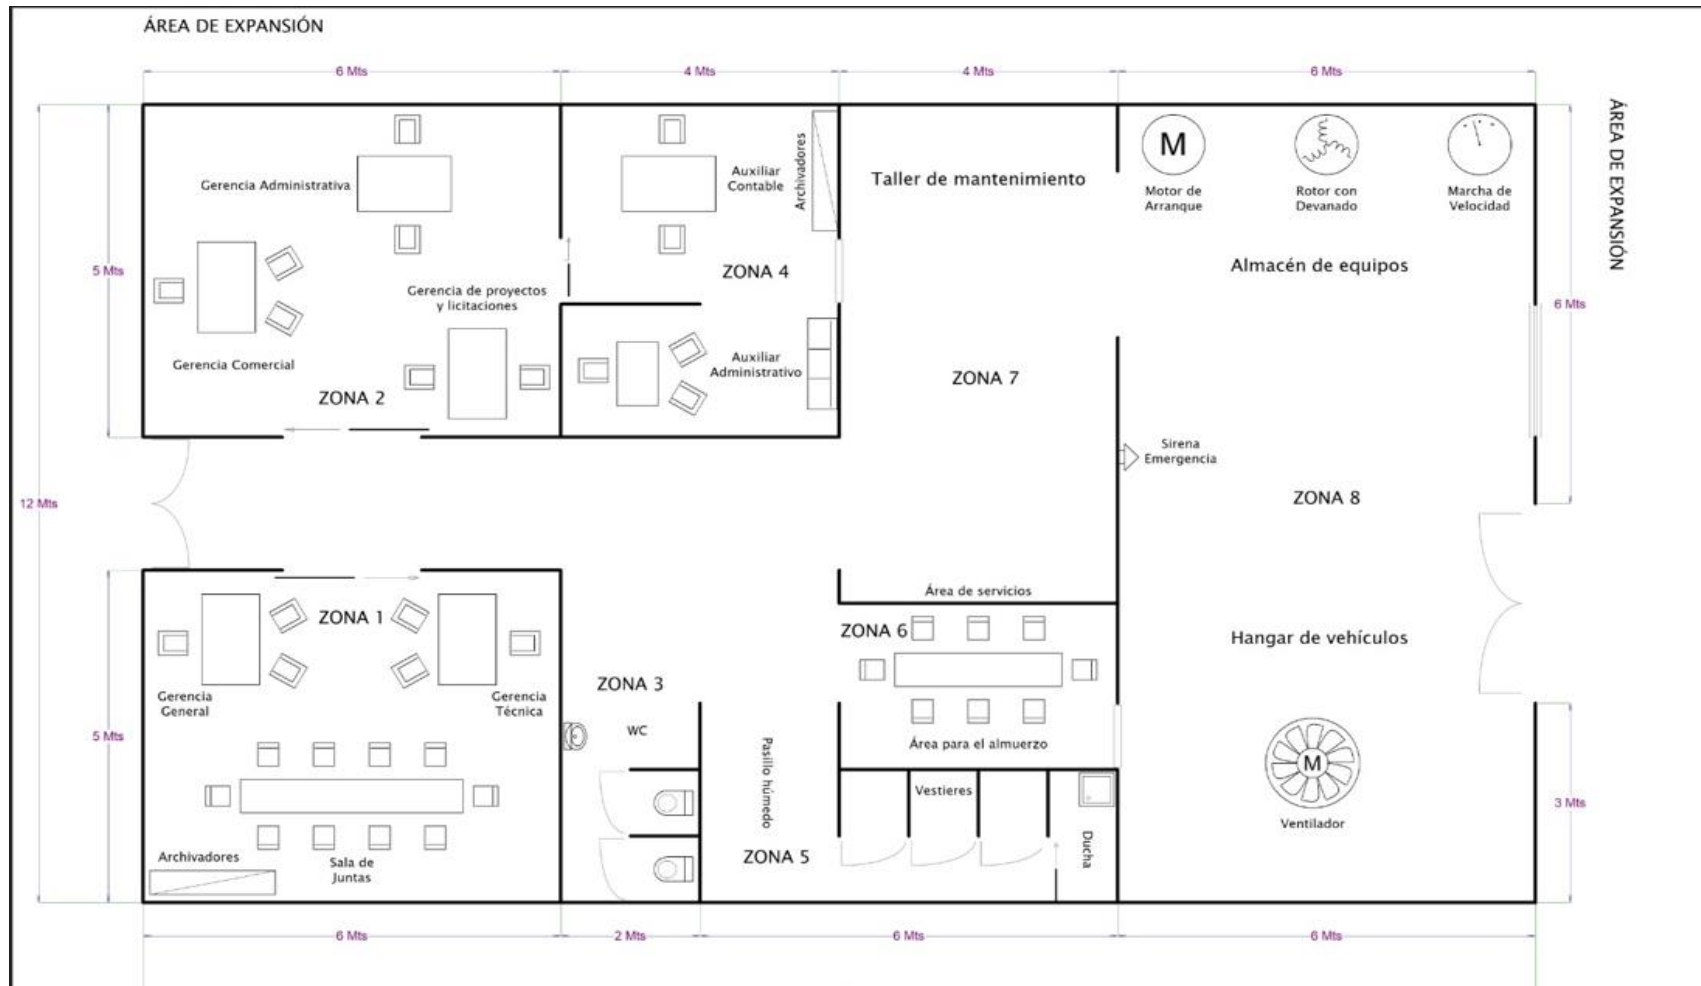 ÁREA DE EXPANSIÓN
6 Mts
4 Mts
4 Mts
6 Mts
ÁREA DE EXPANSIÓN
12 Mts
5 Mts
Gerencia Administrativa
Gerencia de proyectos
y licitaciones
Gerencia Comercial
ZONA 2
Auxiliar
Contable
Archivadores
ZONA 4
Auxiliar
Administrativo
Taller de mantenimiento
ZONA 7
M
Motor de
Arranque
Rotor con
Devanado
Marcha de
Velocidad
Almacén de equipos
6 Mts
Sirena
Emergencia
ZONA 8
Hangar de vehículos
M
Ventilador
3 Mts
5 Mts
ZONA 1
Gerencia
General
Gerencia
Técnica
Archivadores
Sala de
Juntas
ZONA 3
WC
Pasillo húmedo
ZONA 5
Área de servicios
ZONA 6
Área para el almuerzo
Vestieres
Ducha
6 Mts
2 Mts
6 Mts
6 Mts